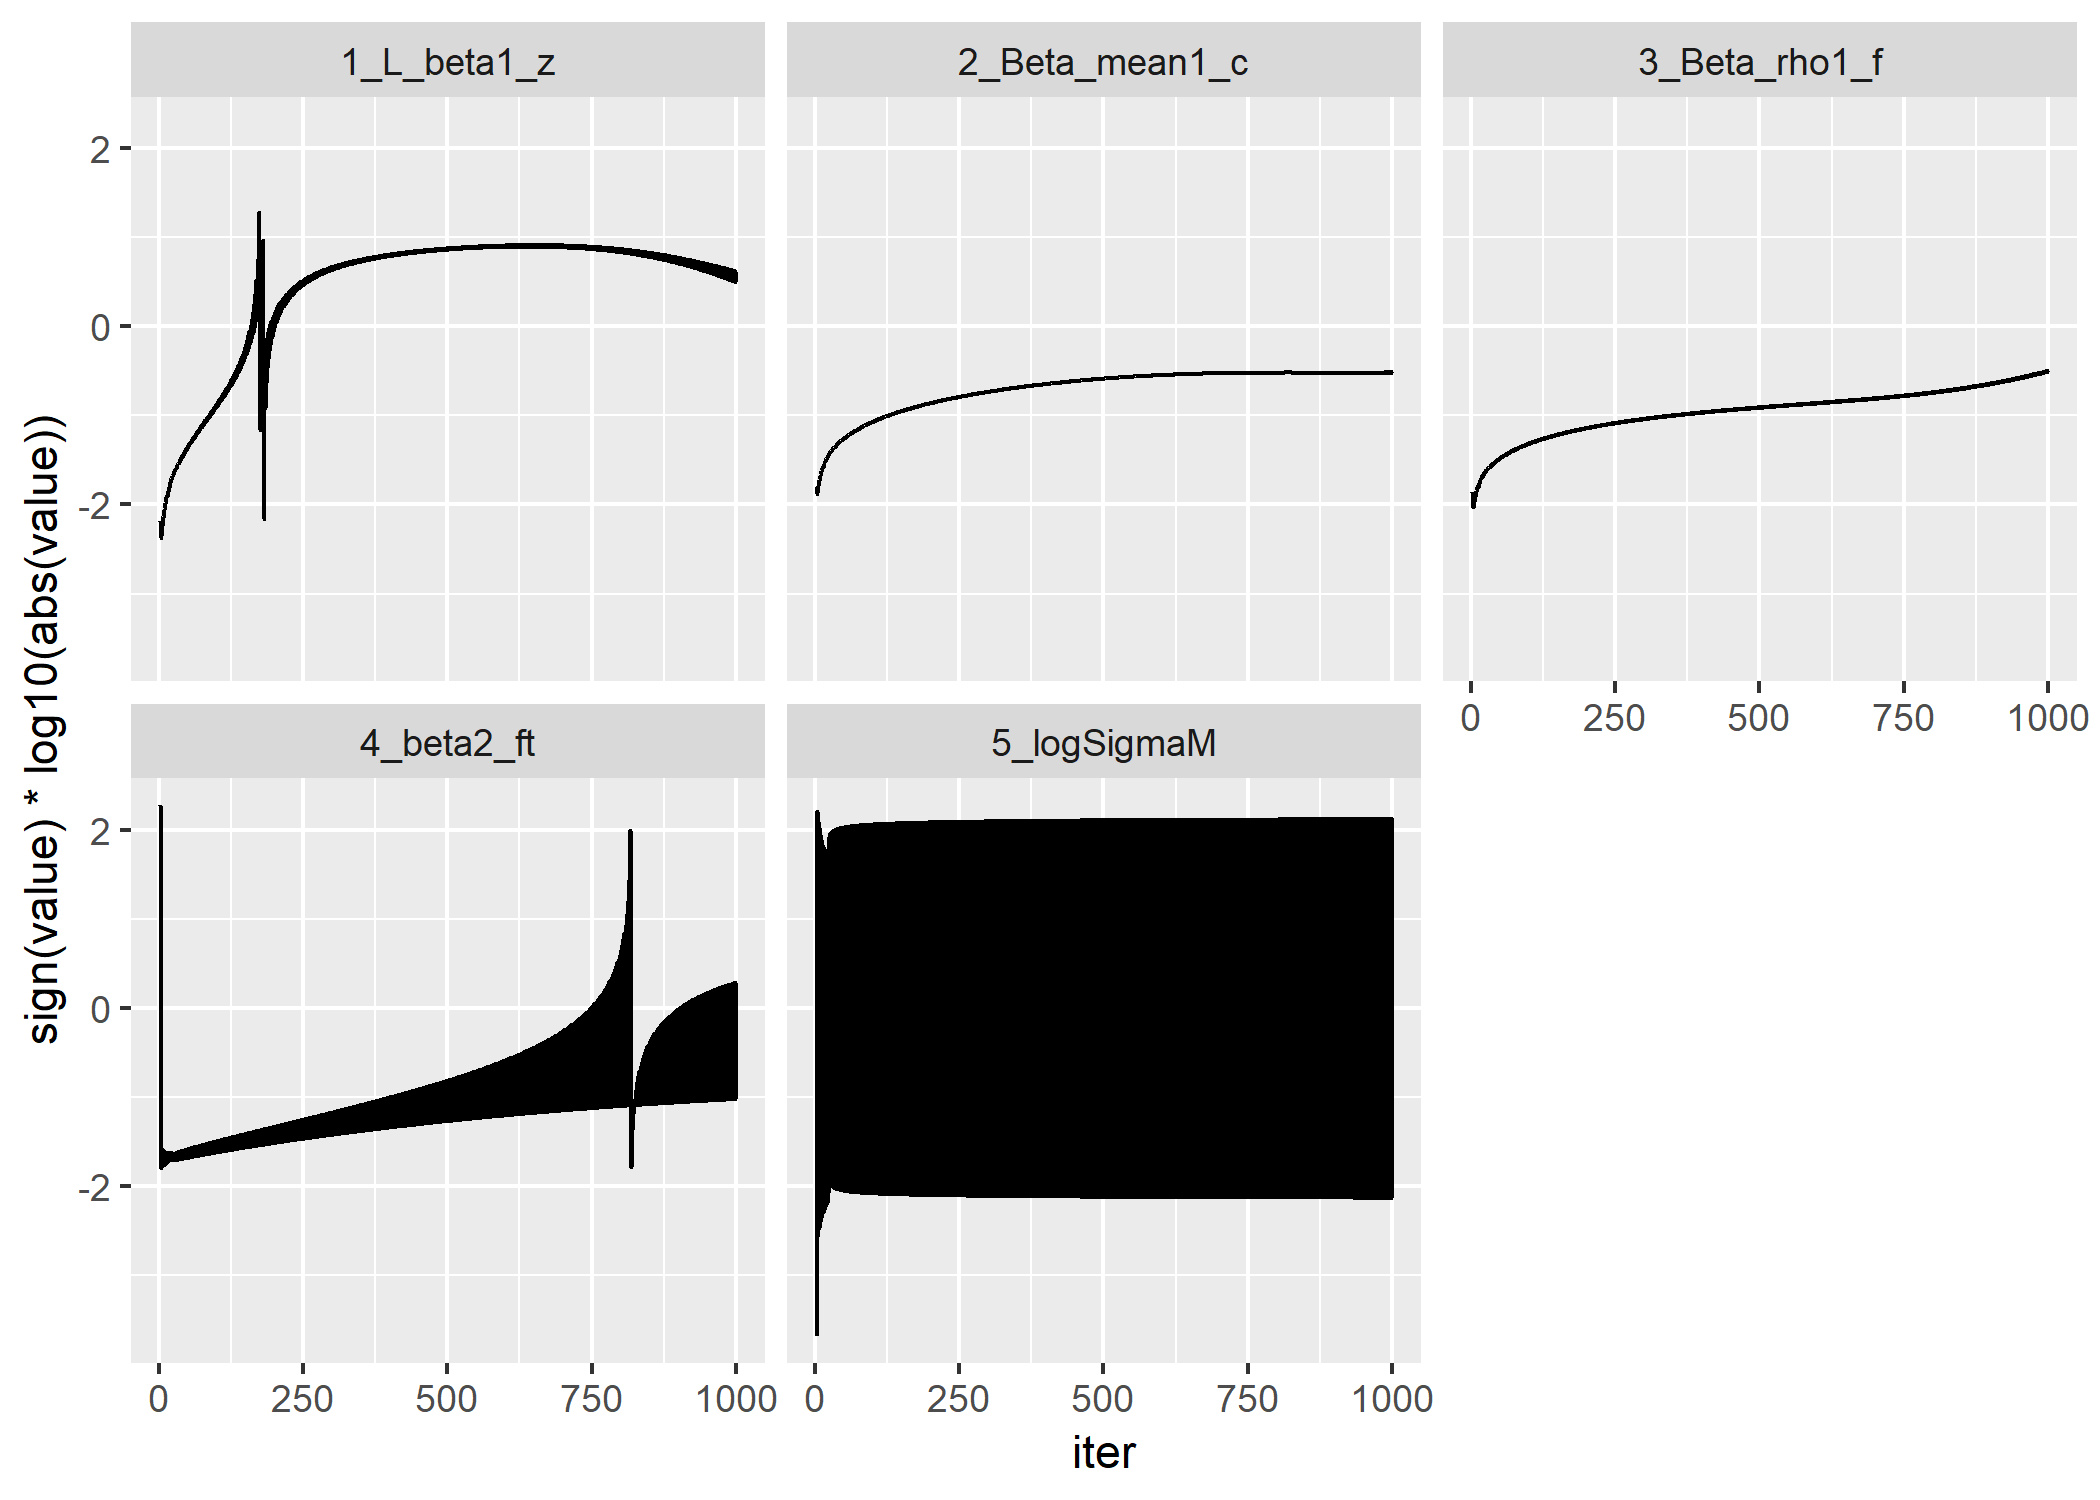 1_L_beta1_z
2_Beta_mean1_c
3_Beta_rho1_f
2
0
-2
0 250 500 750 1000
4_beta2_ft
5_logSigmaM
2
0
-2
0 250 500 750 1000
0 250 500 750 1000
iter
sign(value) * log10(abs(value))